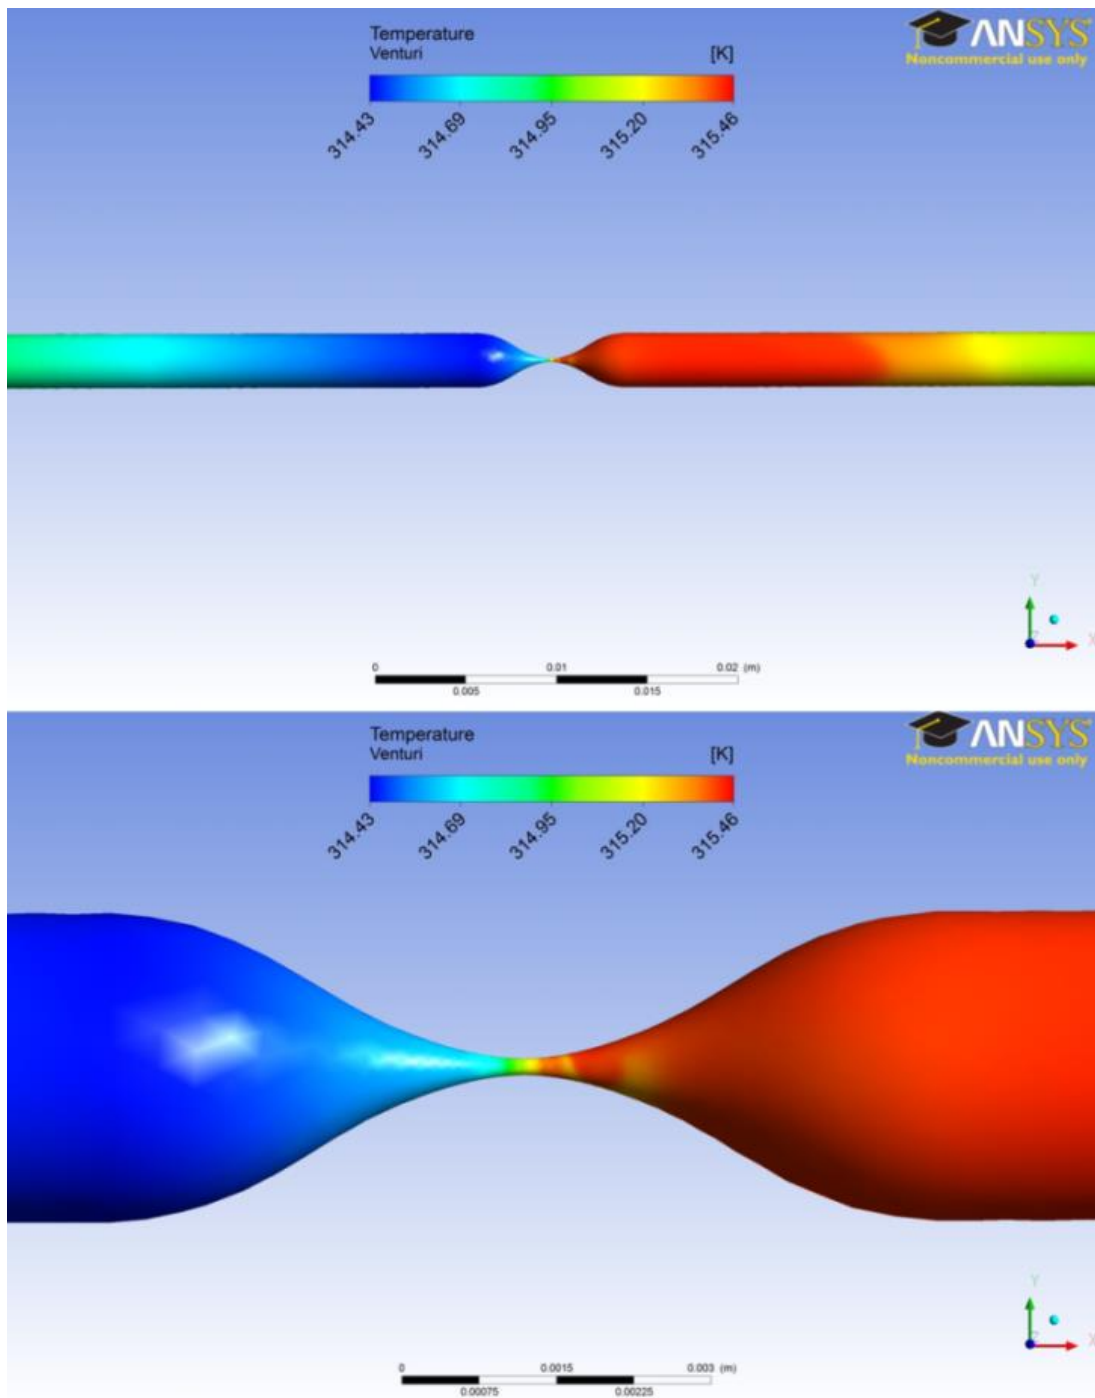 ANSYS
Noncommercial use only
Temperature
Venturi
[K]
314.43
314.69
314.95
315.20
315.46
Y
Z
X
0
0.01
0.02 (m)
0.005
0.015
ANSYS
Noncommercial use only
Temperature
Venturi
[K]
314.43
314.69
314.95
315.20
315.46
Y
Z
X
0
0.0015
0.003 (m)
0.00075
0.00225